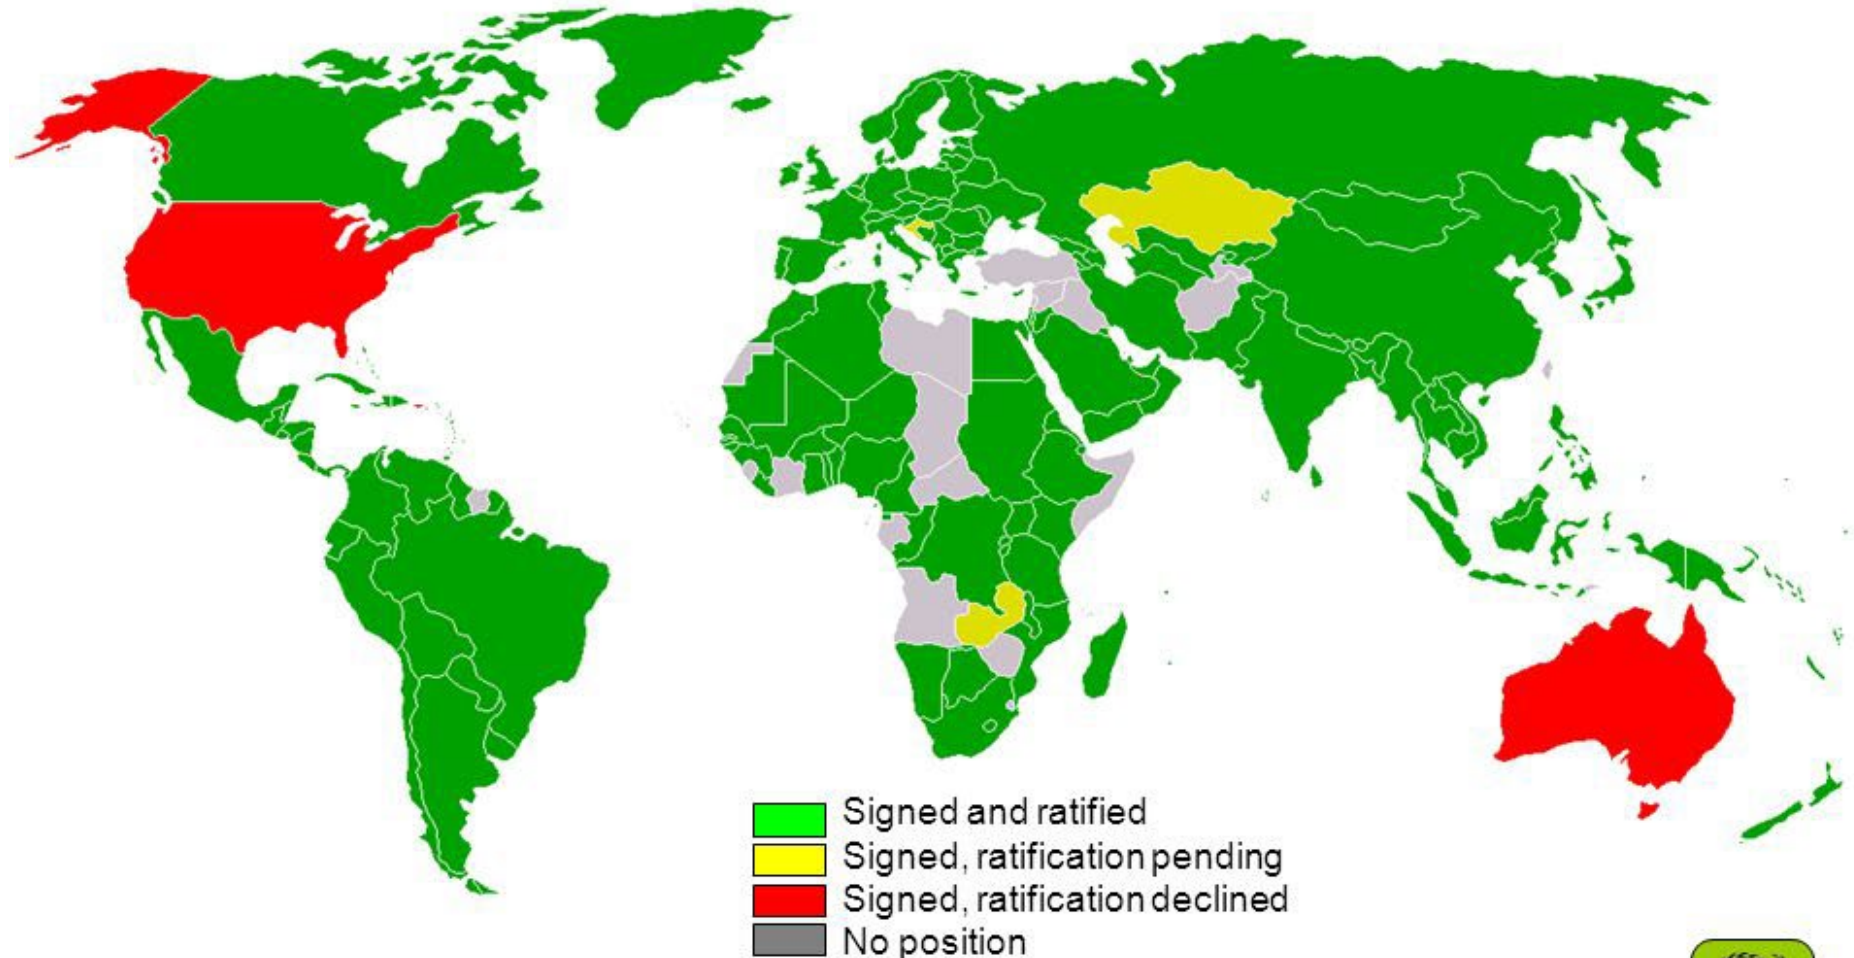 Signed and ratified
Signed, ratification pending
Signed, ratification declined
No position